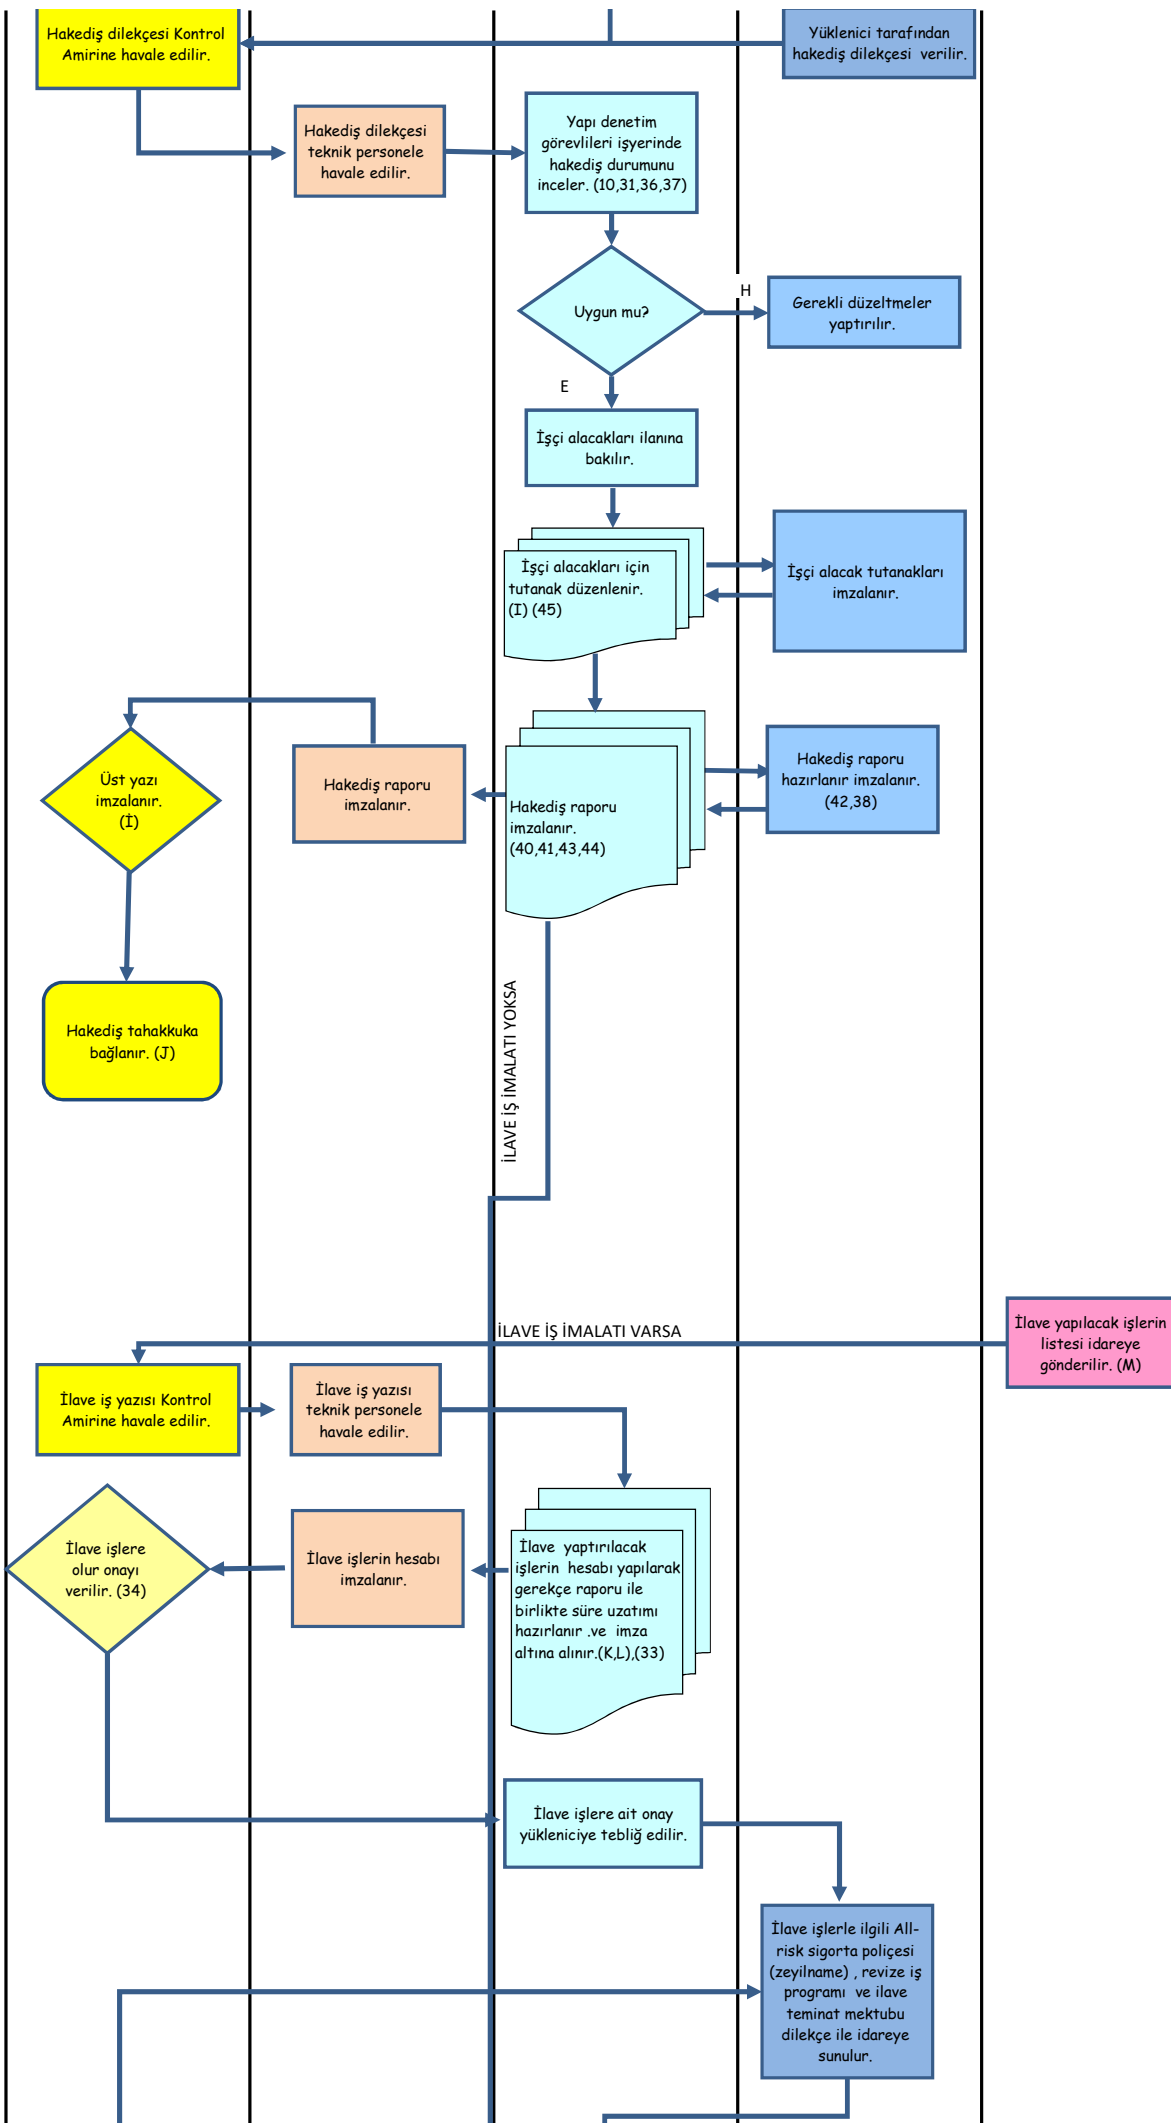 Hakediş dilekçesi Kontrol
Amirine havale edilir.
Yüklenici tarafından
hakediş dilekçesi verilir.
Hakediş dilekçesi
teknik personele
havale edilir.
Yapı denetim
görevlileri işyerinde
hakediş durumunu
inceler. (10,31,36,37)
Uygun mu?
H
Gerekli düzeltmeler
yaptırılır.
E
İşçi alacakları ilanına
bakılır.
İşçi alacakları için
tutanak düzenlenir.
(I) (45)
İşçi alacak tutanakları
imzalanır.
Üst yazı
imzalanır.
(İ)
Hakediş raporu
imzalanır.
Hakediş raporu
imzalanır.
(40,41,43,44)
Hakediş raporu
hazırlanır imzalanır.
(42,38)
Hakediş tahakkuka
bağlanır. (J)
İLAVE İŞ İMALATI YOKSA
İLAVE İŞ İMALATI VARSA
İlave yapılacak işlerin
listesi idareye
gönderilir. (M)
İlave iş yazısı Kontrol
Amirine havale edilir.
İlave iş yazısı
teknik personele
havale edilir.
İlave işlere
olur onayı
verilir. (34)
İlave işlerin hesabı
imzalanır.
İlave yaptırılacak
işlerin hesabı yapılarak
gerekçe raporu ile
birlikte süre uzatımı
hazırlanır .ve imza
altına alınır.(K,L),(33)
İlave işlere ait onay
yükleniciye tebliğ edilir.
İlave işlerle ilgili All-
risk sigorta poliçesi
(zeyilname) , revize iş
programı ve ilave
teminat mektubu
dilekçe ile idareye
sunulur.